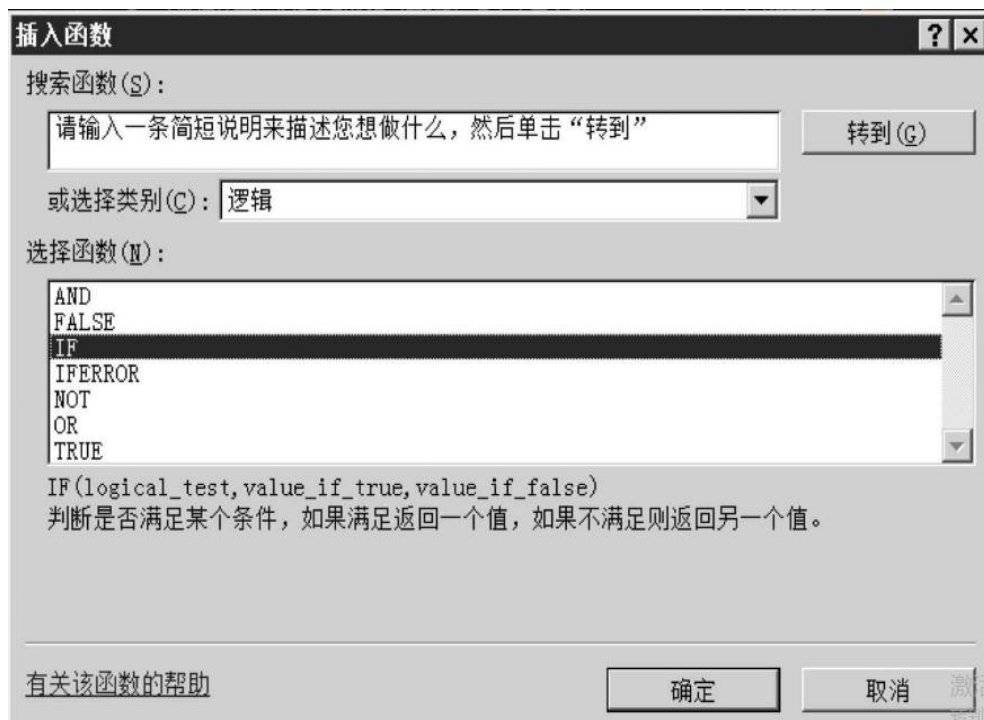 插入函数
? ×
搜索函数(S):
请输入一条简短说明来描述您想做什么，然后单击“转到”
转到(G)
或选择类别(C): 逻辑
选择函数(N):
AND
FALSE
IF
IFERROR
NOT
OR
TRUE
IF(logical_test,value_if_true,value_if_false)
判断是否满足某个条件，如果满足返回一个值，如果不满足则返回另一个值。
有关该函数的帮助
确定
取消